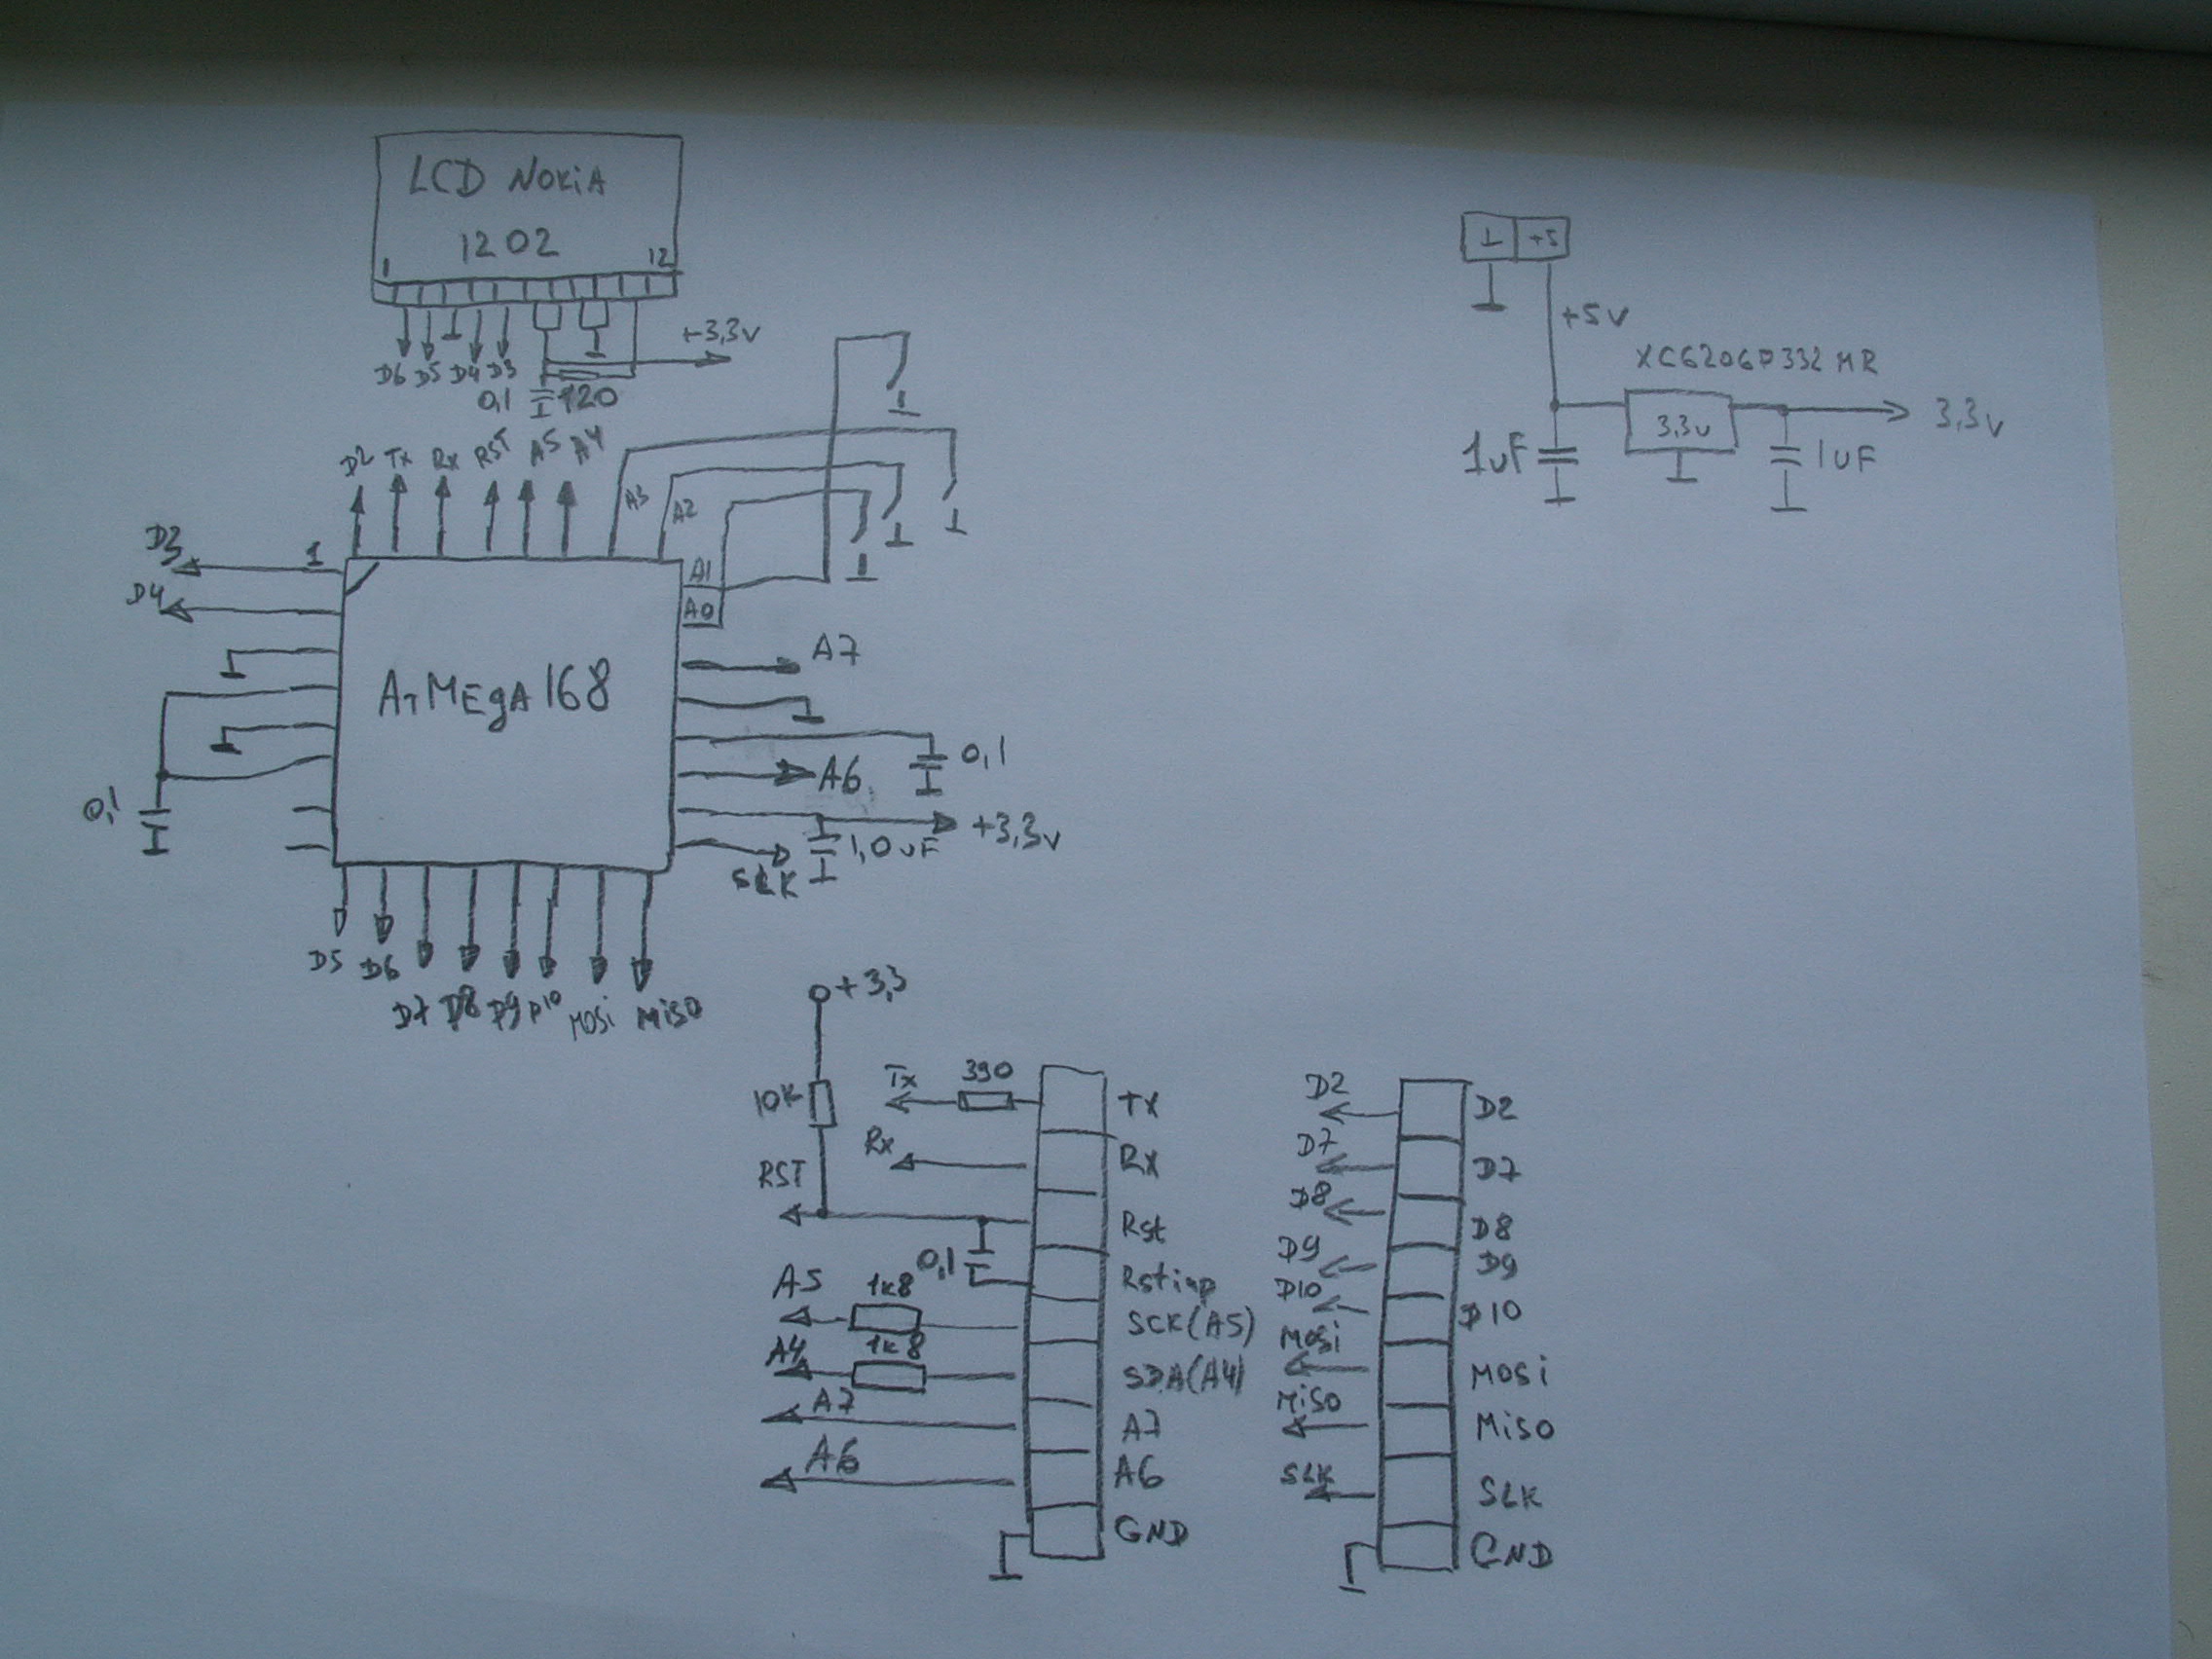 LCD NOKiA
1202
1 12
D6 D5 D4 D3
+3,3v
0,1 120
1 +5
+5v
XC6206P332MR
3,3v
3,3v
1uF
1uF
D2 Tx Rx RST A5 A4
A3 A2
A1
A0
D3
D4
1
ATMEgA168
A7
0,1
A6
+3,3v
1,0uF
SLK
0,1
D5 D6 D7 D8 D9 D10 MOSi MiSO
+3,3
10K
RST
Tx 390 TX
Rx RX
Rst
0,1 Rstinp
A5 1k8 SCK(A5)
A4 1k8 SDA(A4)
A7 A7
A6 A6
GND
D2 D2
D7 D7
D8 D8
D9 D9
D10 D10
MOSi MOSi
MiSO MiSO
SLK SLK
GND